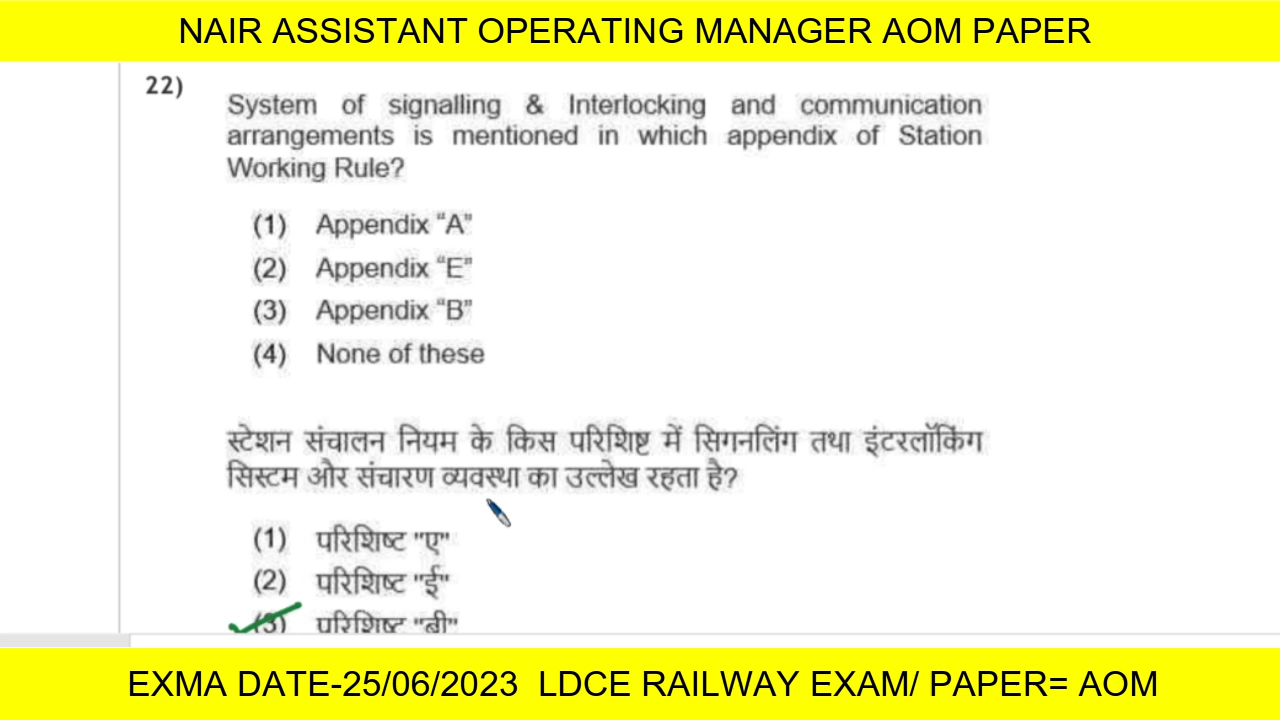 NAIR ASSISTANT OPERATING MANAGER AOM PAPER
22)
System of signalling & Interlocking and communication
arrangements is mentioned in which appendix of Station
Working Rule?
(1) Appendix “A”
(2) Appendix “E”
(3) Appendix “B”
(4) None of these
स्टेशन संचालन नियम के किस परिशिष्ट में सिगनलिंग तथा इंटरलॉकिंग
सिस्टम और संचारण व्यवस्था का उल्लेख रहता है?
(1) परिशिष्ट "ए"
(2) परिशिष्ट "ई"
(3) परिशिष्ट "बी"
EXMA DATE-25/06/2023 LDCE RAILWAY EXAM/ PAPER= AOM